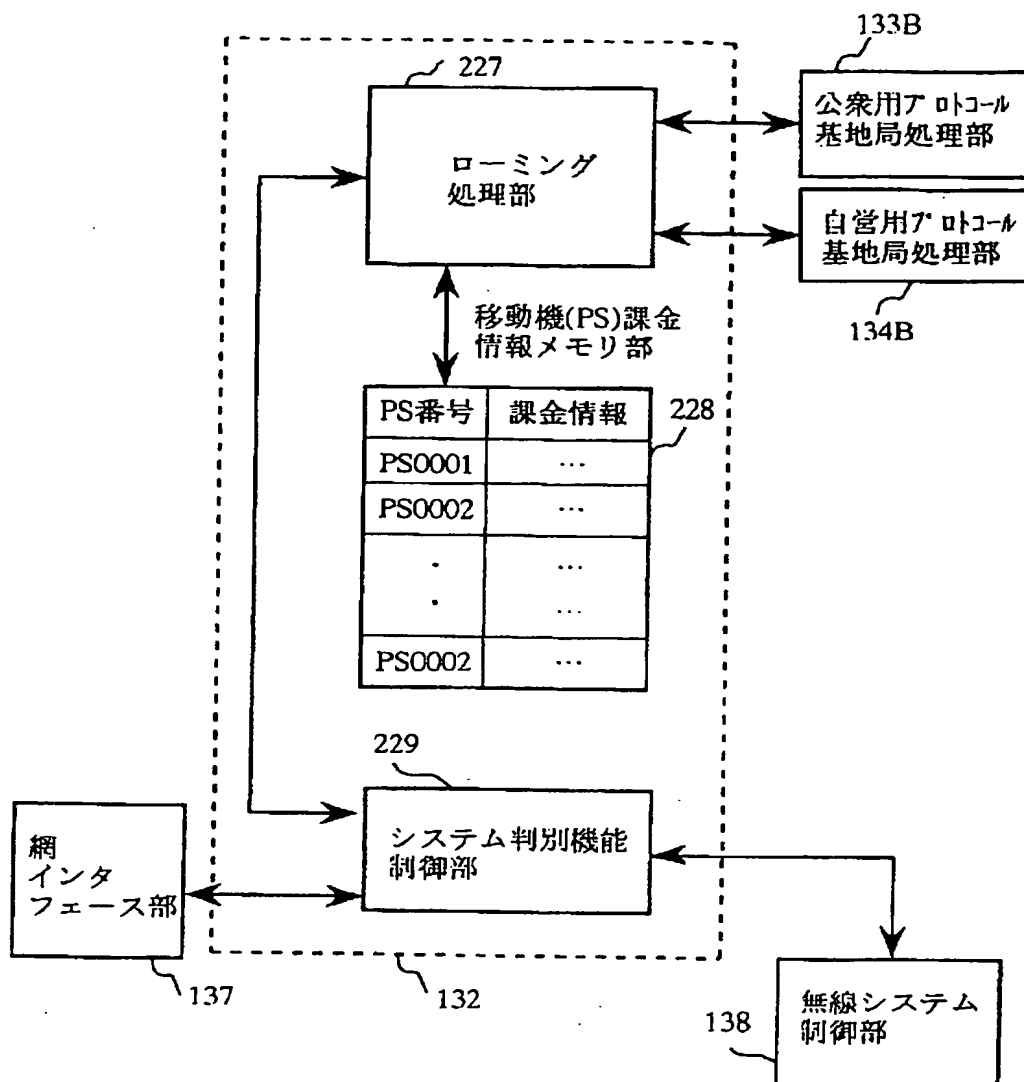 133B
227
公衆用プロトコール
基地局処理部
ローミング
処理部
自営用プロトコール
基地局処理部
134B
移動機(PS)課金
情報メモリ部
PS番号 課金情報
228
PS0001 …
PS0002 …
・ …
・ …
PS0002 …
229
システム判別機能
制御部
網
インタ
フェース部
137
132
無線システム
制御部
138